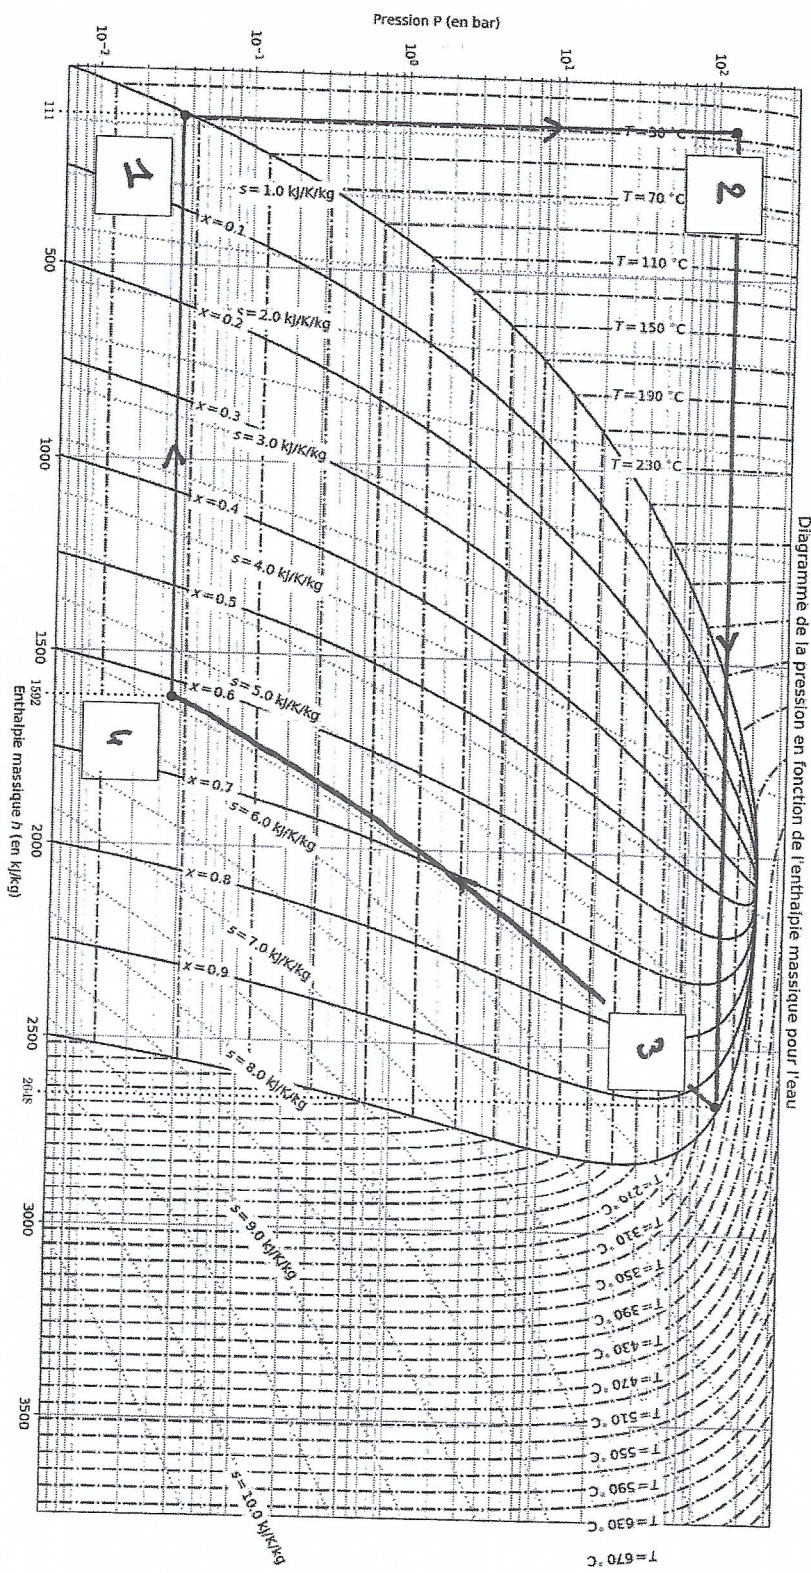 Diagramme de la pression en fonction de l'enthalpie massique pour l'eau
Pression P (en bar)
10²
10¹
10⁰
10⁻¹
10⁻²
T = 30 °C
T = 70 °C
T = 110 °C
T = 150 °C
T = 190 °C
T = 230 °C
T = 270 °C
T = 310 °C
T = 350 °C
T = 390 °C
T = 430 °C
T = 470 °C
T = 510 °C
T = 550 °C
T = 590 °C
T = 630 °C
T = 670 °C
s = 1.0 kJ/K/kg
s = 2.0 kJ/K/kg
s = 3.0 kJ/K/kg
s = 4.0 kJ/K/kg
s = 5.0 kJ/K/kg
s = 6.0 kJ/K/kg
s = 7.0 kJ/K/kg
s = 8.0 kJ/K/kg
s = 9.0 kJ/K/kg
s = 10.0 kJ/K/kg
x = 0.1
x = 0.2
x = 0.3
x = 0.4
x = 0.5
x = 0.6
x = 0.7
x = 0.8
x = 0.9
1
2
3
4
111
500
1000
1500
1592
2000
2500
3000
3500
Enthalpie massique h (en kJ/kg)